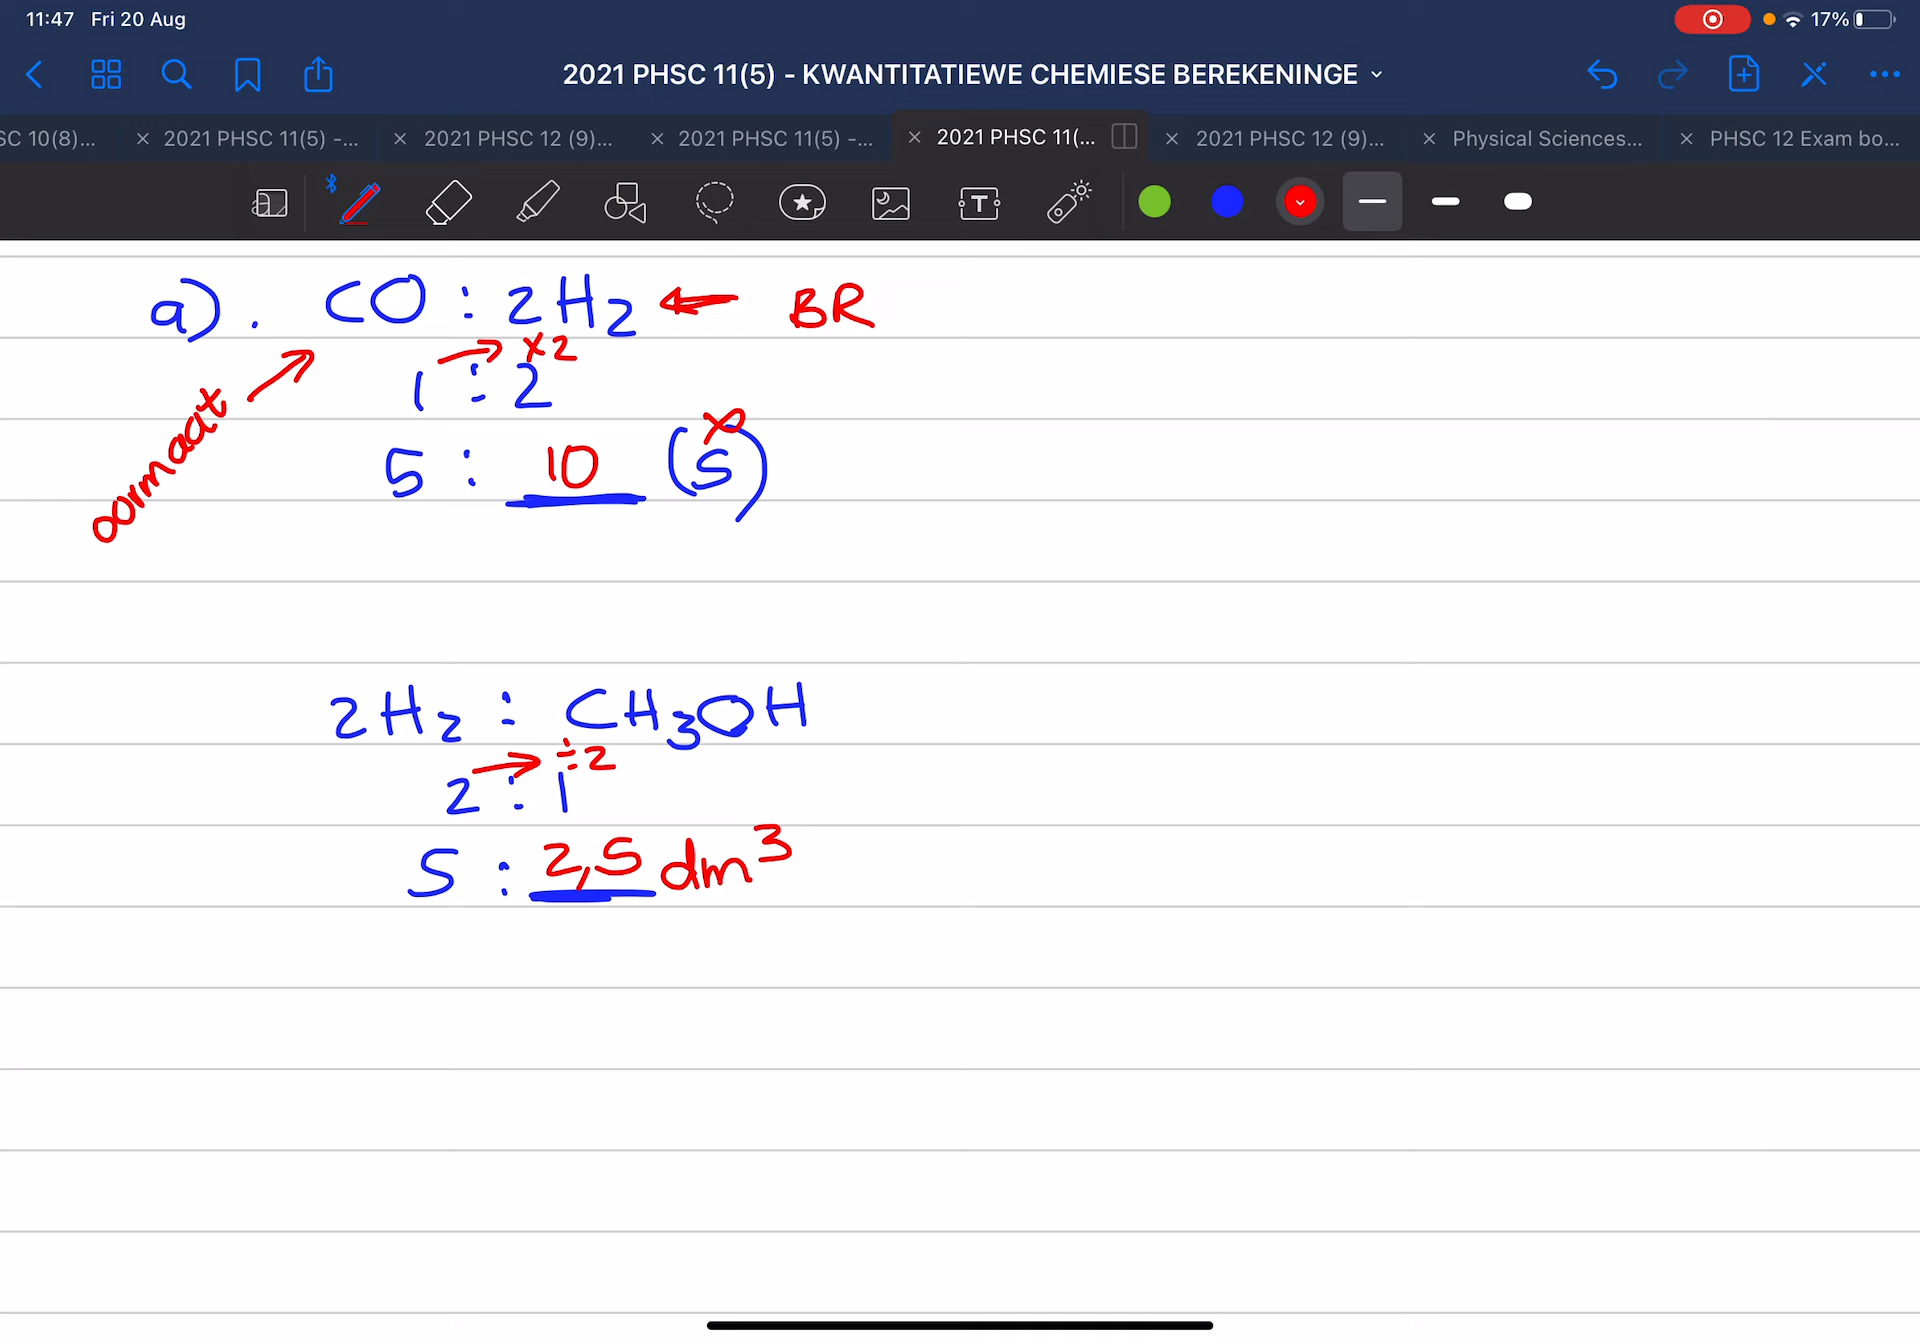 11:47 Fri 20 Aug 17%
2021 PHSC 11(5) - KWANTITATIEWE CHEMIESE BEREKENINGE
SC 10(8)... 2021 PHSC 11(5) -... 2021 PHSC 12 (9)... 2021 PHSC 11(5) -... 2021 PHSC 11(... 2021 PHSC 12 (9)... Physical Sciences... PHSC 12 Exam bo...
T
a). CO : 2H₂ ← BR
→ ×2
1 : 2
oormaat →
5 : 10 (5) ×
2H₂ : CH₃OH
→ ÷2
2 : 1
5 : 2,5 dm³